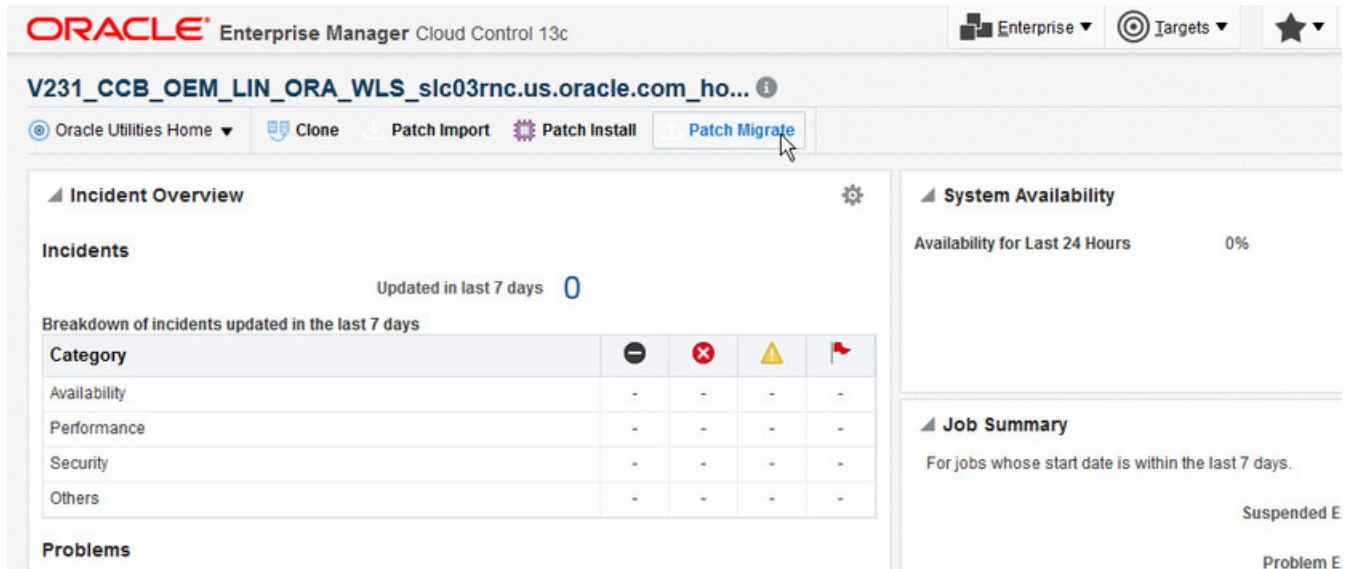 ORACLE Enterprise Manager Cloud Control 13c
Enterprise Targets
V231_CCB_OEM_LIN_ORA_WLS_slc03rnc.us.oracle.com_ho...
Oracle Utilities Home Clone Patch Import Patch Install Patch Migrate
Incident Overview
Incidents
Updated in last 7 days 0
Breakdown of incidents updated in the last 7 days
Category
Availability - - - -
Performance - - - -
Security - - - -
Others - - - -
Problems
System Availability
Availability for Last 24 Hours 0%
Job Summary
For jobs whose start date is within the last 7 days.
Suspended E
Problem E